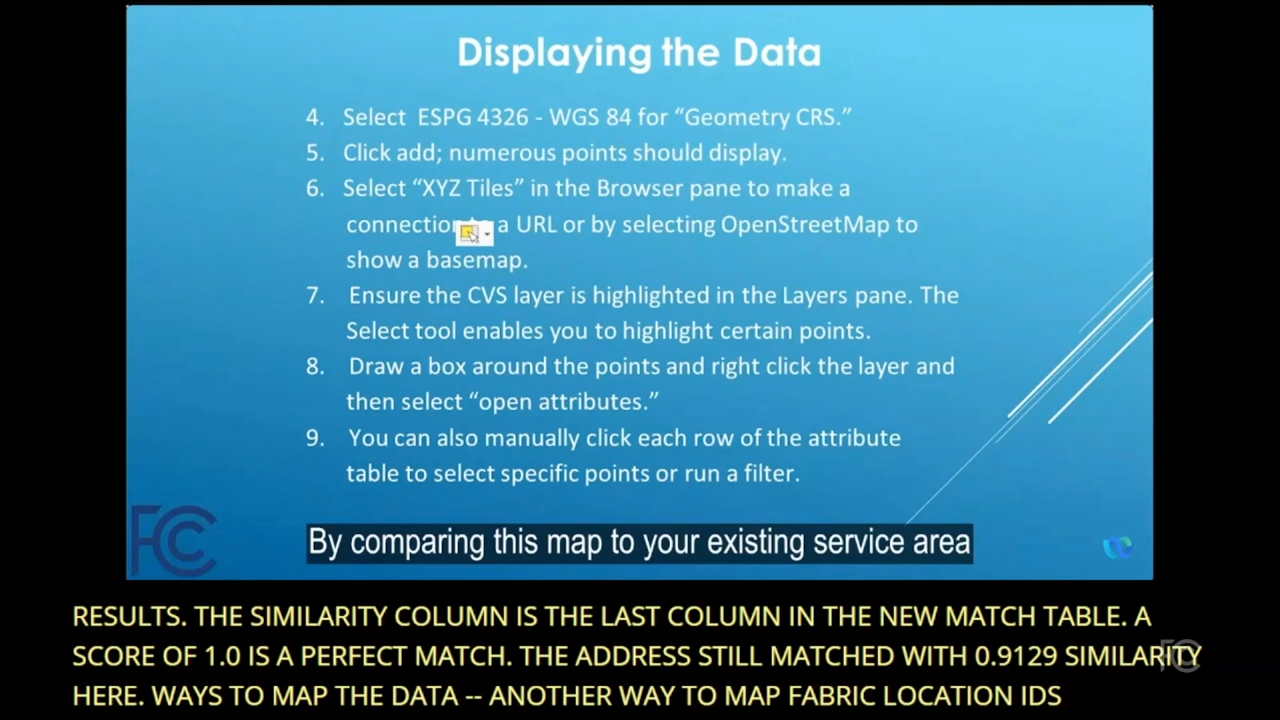 Displaying the Data
4. Select ESPG 4326 - WGS 84 for “Geometry CRS.”
5. Click add; numerous points should display.
6. Select “XYZ Tiles” in the Browser pane to make a
connection a URL or by selecting OpenStreetMap to
show a basemap.
7. Ensure the CVS layer is highlighted in the Layers pane. The
Select tool enables you to highlight certain points.
8. Draw a box around the points and right click the layer and
then select “open attributes.”
9. You can also manually click each row of the attribute
table to select specific points or run a filter.
FCC
By comparing this map to your existing service area
RESULTS. THE SIMILARITY COLUMN IS THE LAST COLUMN IN THE NEW MATCH TABLE. A
SCORE OF 1.0 IS A PERFECT MATCH. THE ADDRESS STILL MATCHED WITH 0.9129 SIMILARITY
HERE. WAYS TO MAP THE DATA -- ANOTHER WAY TO MAP FABRIC LOCATION IDS
FCC